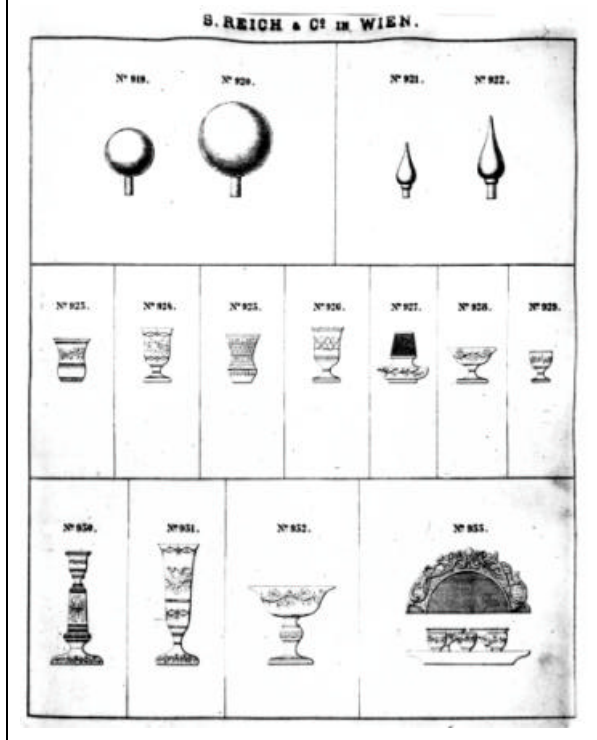 S. REICH & Cº IN WIEN.
Nº 919. Nº 920. Nº 921. Nº 922.
Nº 923. Nº 924. Nº 925. Nº 926. Nº 927. Nº 928. Nº 929.
Nº 930. Nº 931. Nº 932. Nº 933.